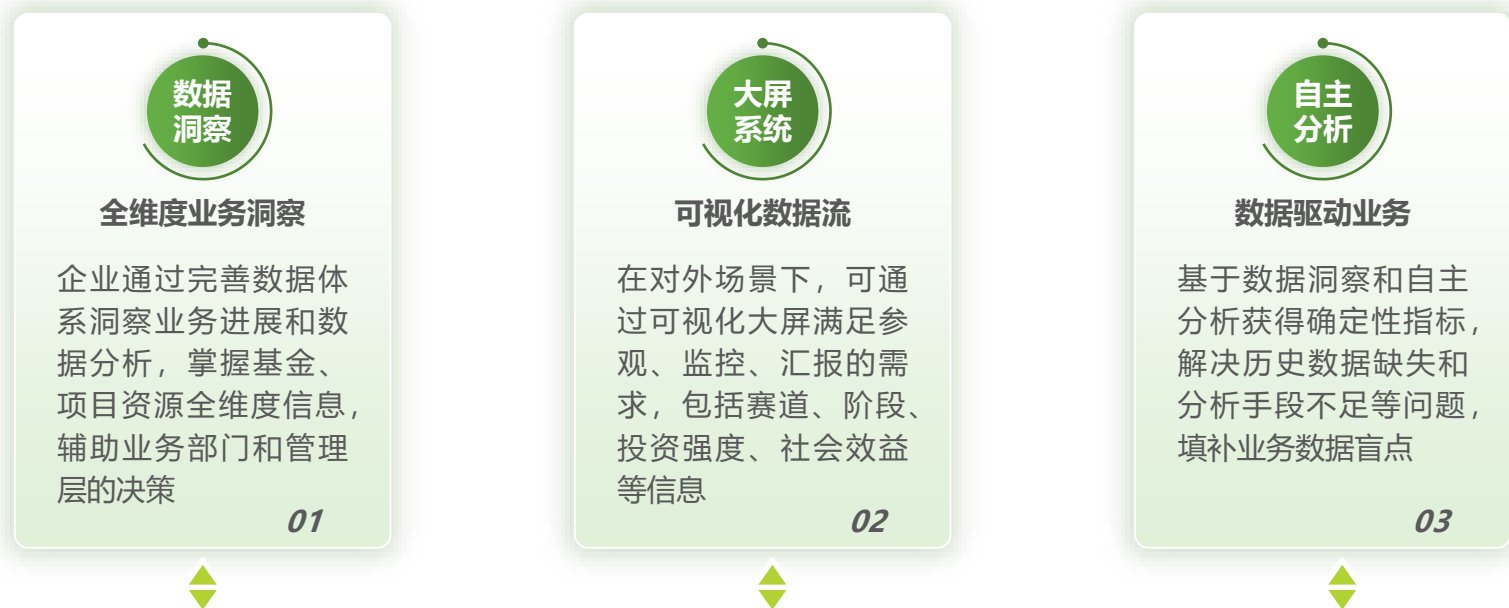 数据
洞察
全维度业务洞察
企业通过完善数据体
系洞察业务进展和数
据分析，掌握基金、
项目资源全维度信息，
辅助业务部门和管理
层的决策
01
大屏
系统
可视化数据流
在对外场景下，可通
过可视化大屏满足参
观、监控、汇报的需
求，包括赛道、阶段、
投资强度、社会效益
等信息
02
自主
分析
数据驱动业务
基于数据洞察和自主
分析获得确定性指标，
解决历史数据缺失和
分析手段不足等问题，
填补业务数据盲点
03